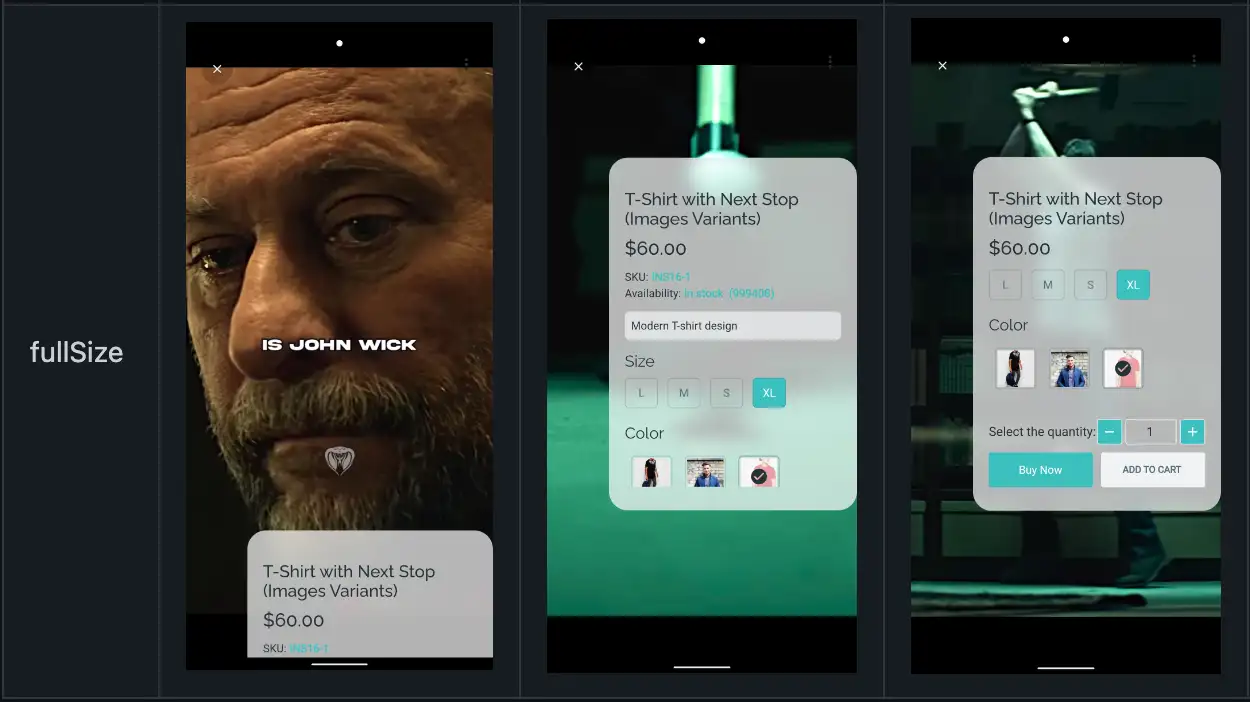 fullSize
IS JOHN WICK
T-Shirt with Next Stop
(Images Variants)
$60.00
SKU: INS16-1
T-Shirt with Next Stop
(Images Variants)
$60.00
SKU: INS16-1
Availability: in stock (999408)
Modern T-shirt design
Size
L M S XL
Color
T-Shirt with Next Stop
(Images Variants)
$60.00
L M S XL
Color
Select the quantity: − 1 +
Buy Now ADD TO CART